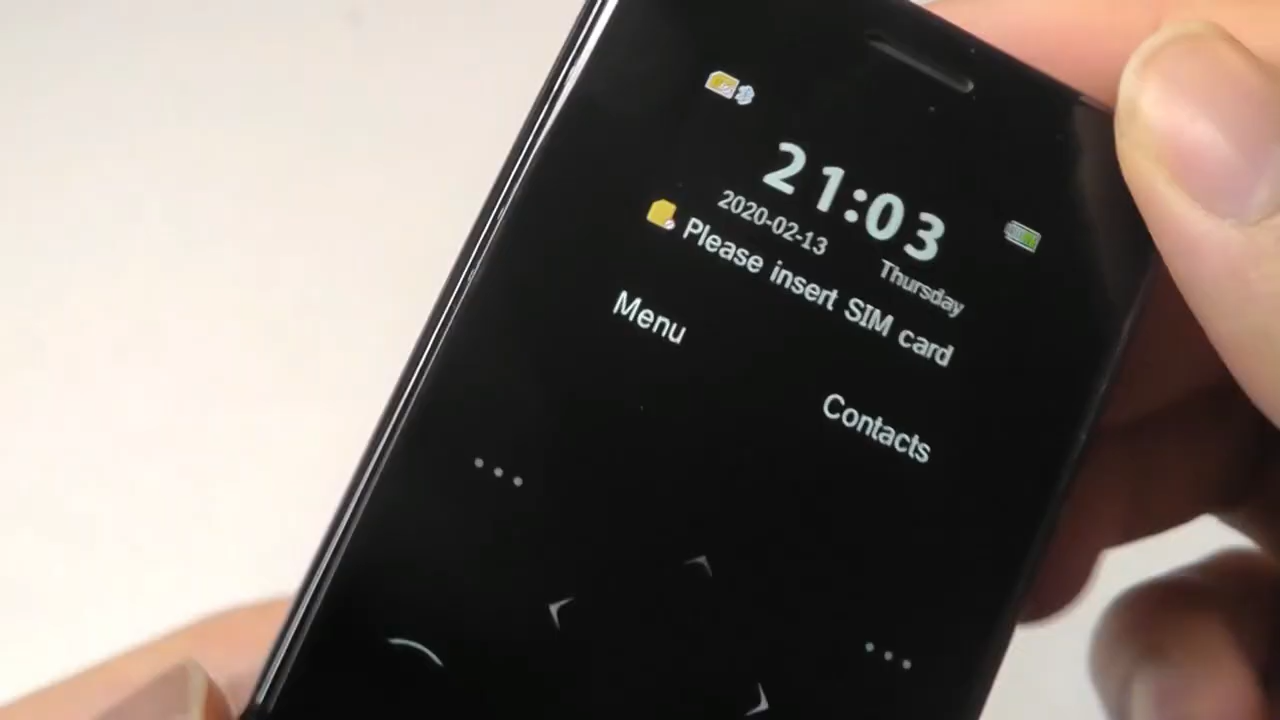 21:03
2020-02-13
Thursday
Please insert SIM card
Menu
Contacts